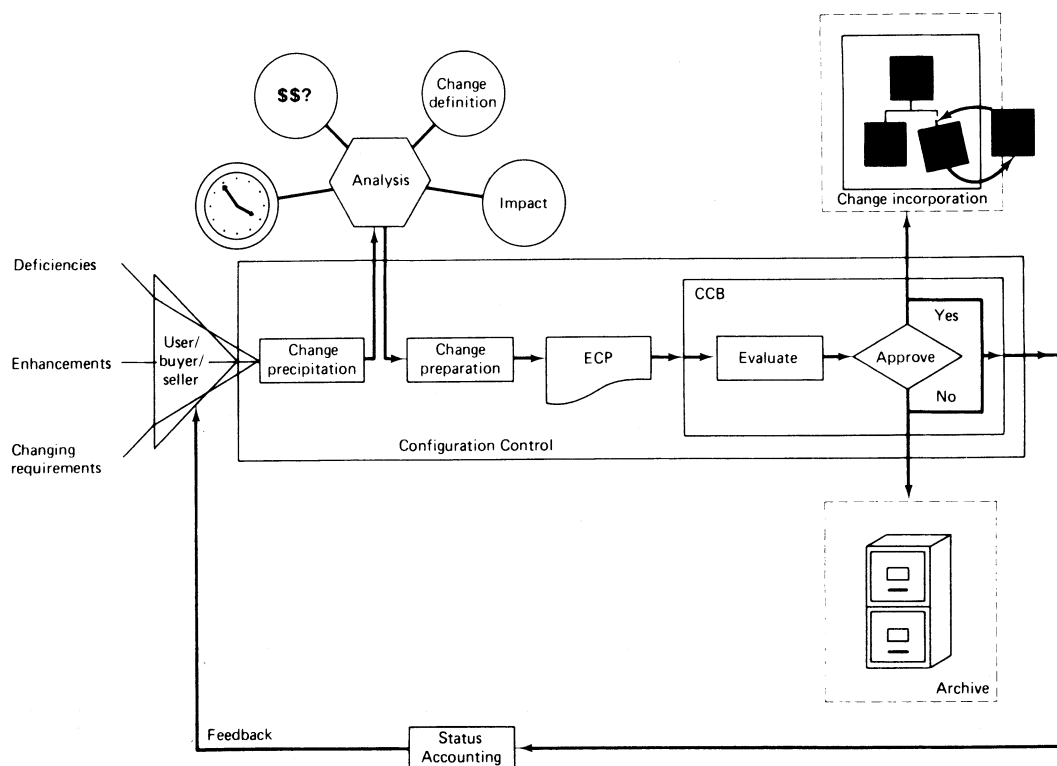 $$?
Change
definition
Analysis
Impact
Change incorporation
Deficiencies
Enhancements
Changing
requirements
User/
buyer/
seller
Change
precipitation
Change
preparation
ECP
CCB
Evaluate
Approve
Yes
No
Configuration Control
Archive
Feedback
Status
Accounting